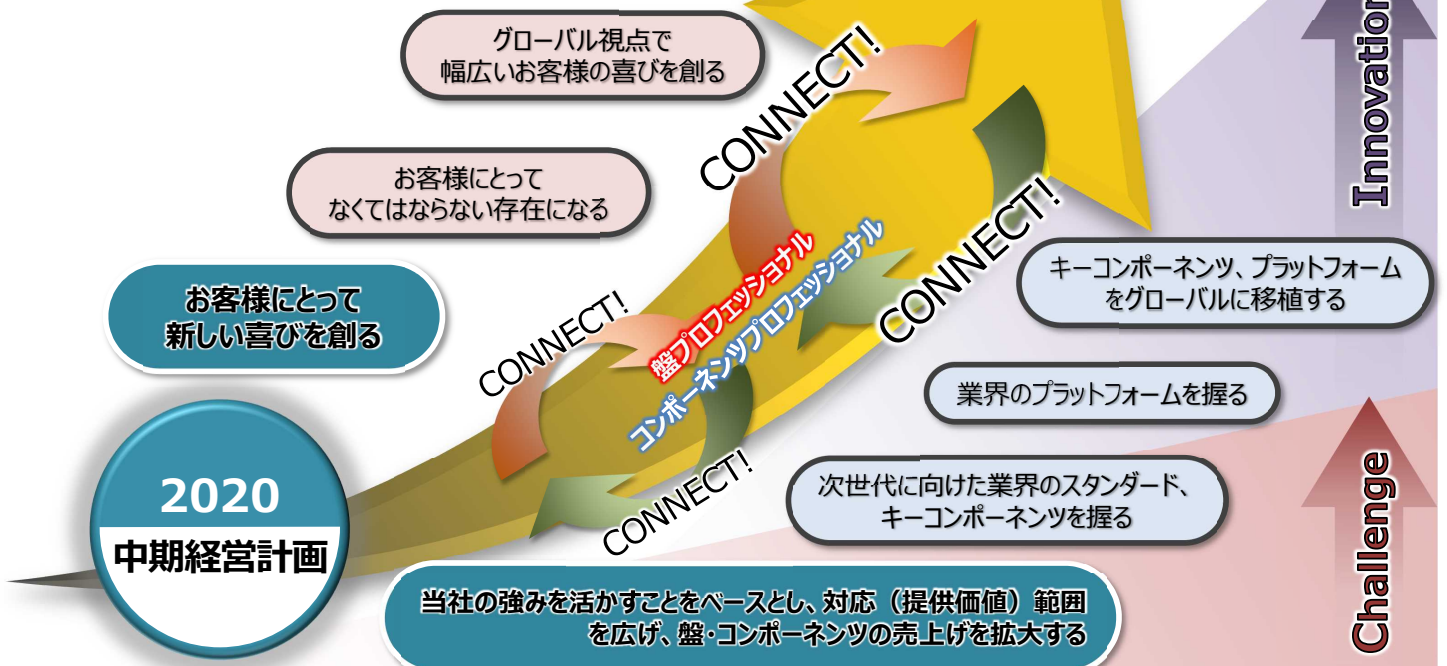 グローバル視点で
幅広いお客様の喜びを創る
CONNECT!
Innovation
お客様にとって
なくてはならない存在になる
CONNECT!
キーコンポーネンツ、プラットフォーム
をグローバルに移植する
お客様にとって
新しい喜びを創る
盤プロフェッショナル
コンポーネンツプロフェッショナル
CONNECT!
業界のプラットフォームを握る
2020
中期経営計画
CONNECT!
次世代に向けた業界のスタンダード、
キーコンポーネンツを握る
Challenge
当社の強みを活かすことをベースとし、対応（提供価値）範囲
を広げ、盤・コンポーネンツの売上げを拡大する